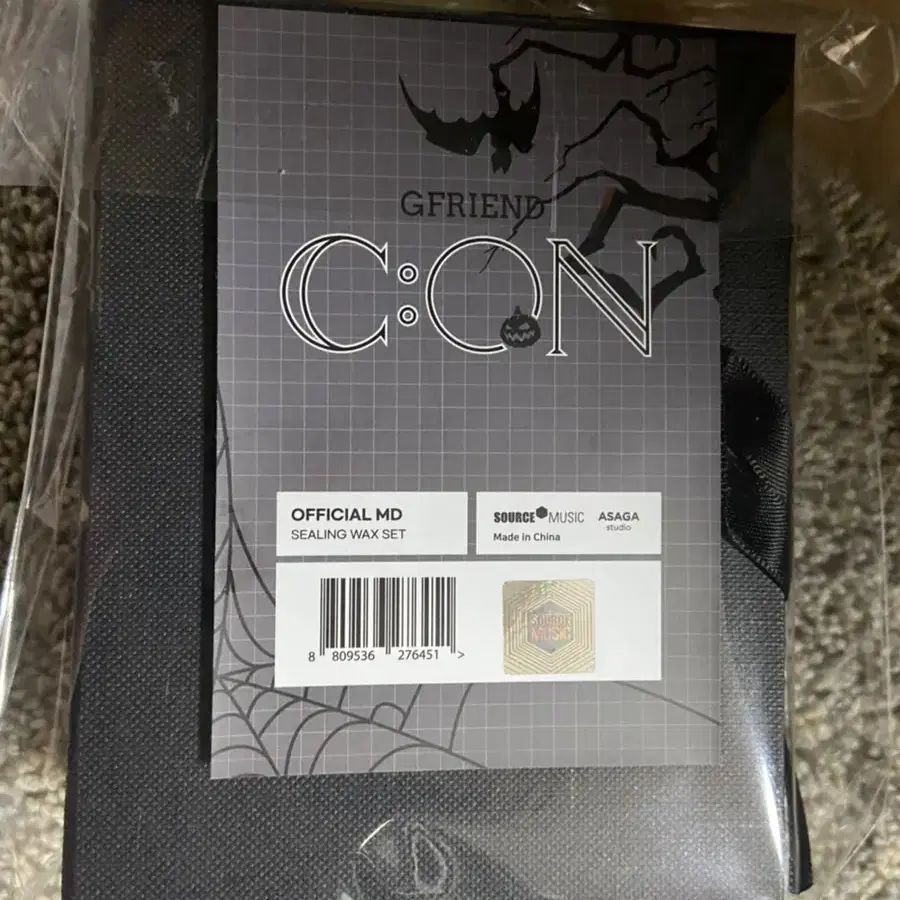 GFRIEND
C:ON
OFFICIAL MD
SEALING WAX SET
SOURCE MUSIC
ASAGA
studio
Made in China
8 809536 276451 >
SOURCE
MUSIC